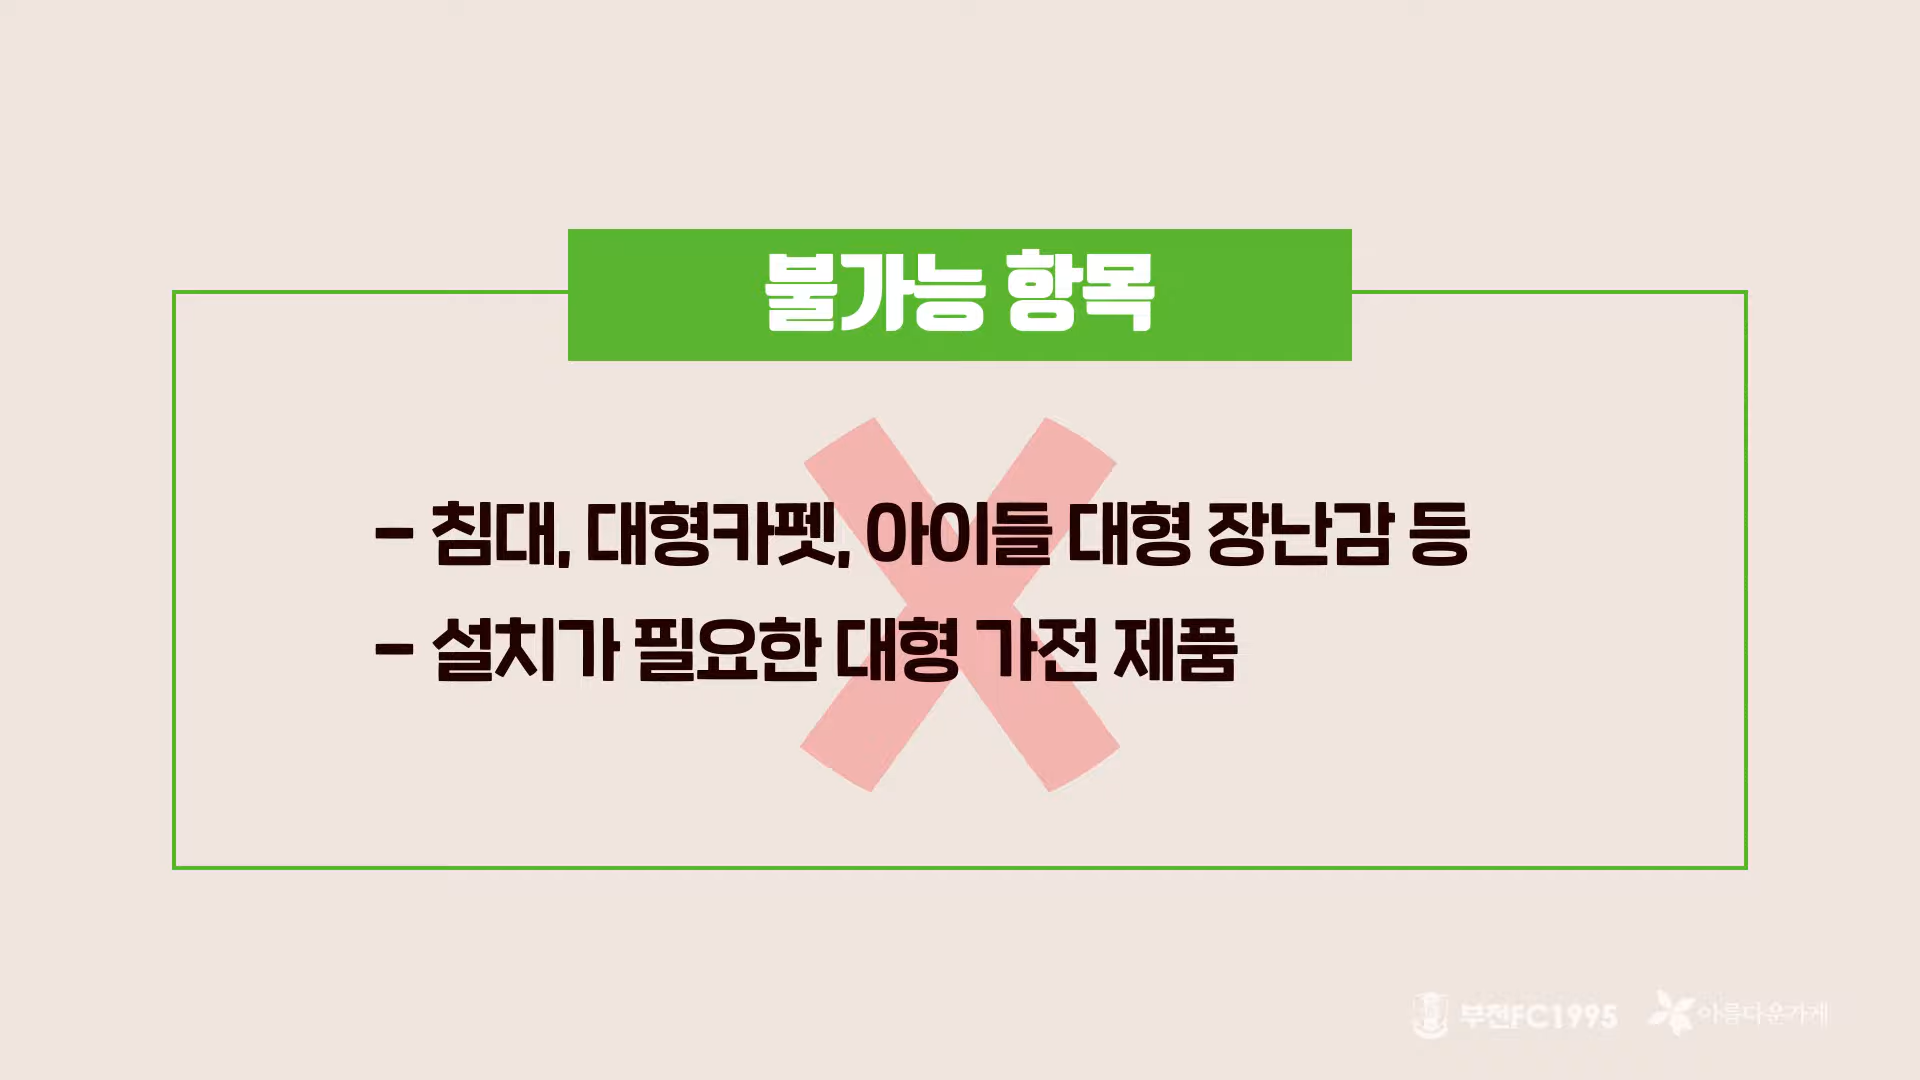 불가능 항목
- 침대, 대형카펫, 아이들 대형 장난감 등
- 설치가 필요한 대형 가전 제품
부천FC1995
아름다운가게